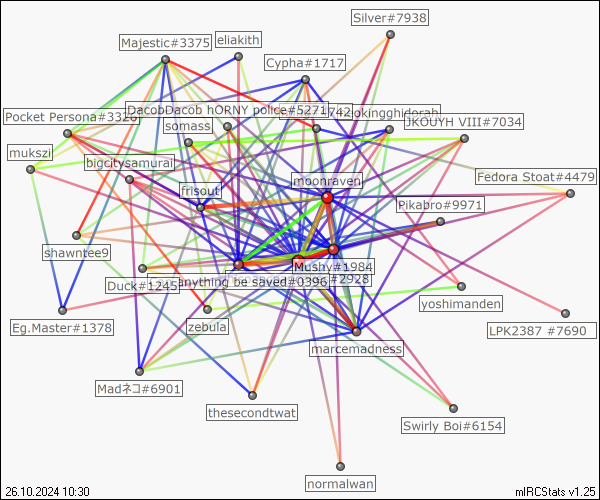 Silver#7938
Majestic#3375
eliakith
Cypha#1717
DacobDacob hORNY police#5271
jokingghidorah
Pocket Persona#3326
somass
JKOUYH VIII#7034
mukszi
bigcitysamurai
moonraven
Fedora Stoat#4479
frisout
Pikabro#9971
shawntee9
Mushy#1984
Duck#1245
anything be saved#0396
#2928
yoshimanden
Eg.Master#1378
zebula
LPK2387 #7690
marcemadness
Madネコ#6901
thesecondtwat
Swirly Boi#6154
normalwan
26.10.2024 10:30
mIRCStats v1.25